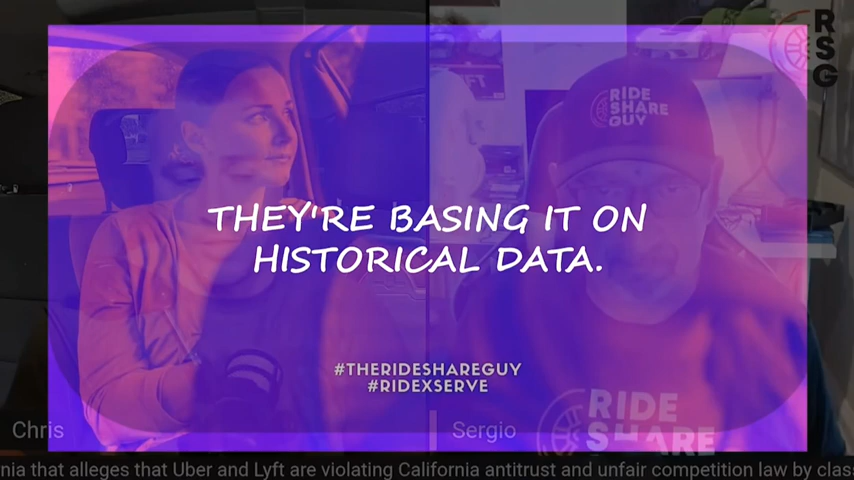 RSG
RIDE
SHARE
GUY
THEY'RE BASING IT ON
HISTORICAL DATA.
#THERIDESHAREGUY
#RIDEXSERVE
Chris
Sergio
RIDE
SHARE
nia that alleges that Uber and Lyft are violating California antitrust and unfair competition law by clas